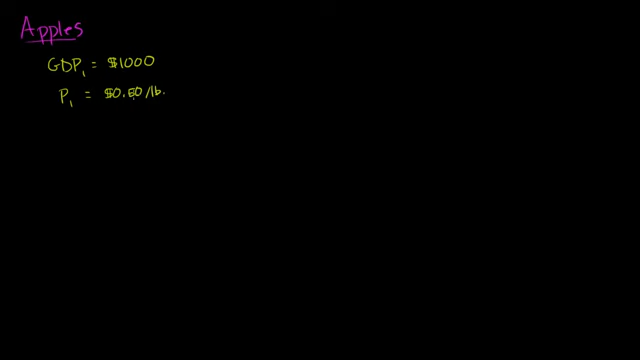 Apples
GDP₁ = $1000
P₁ = $0.50/lb.